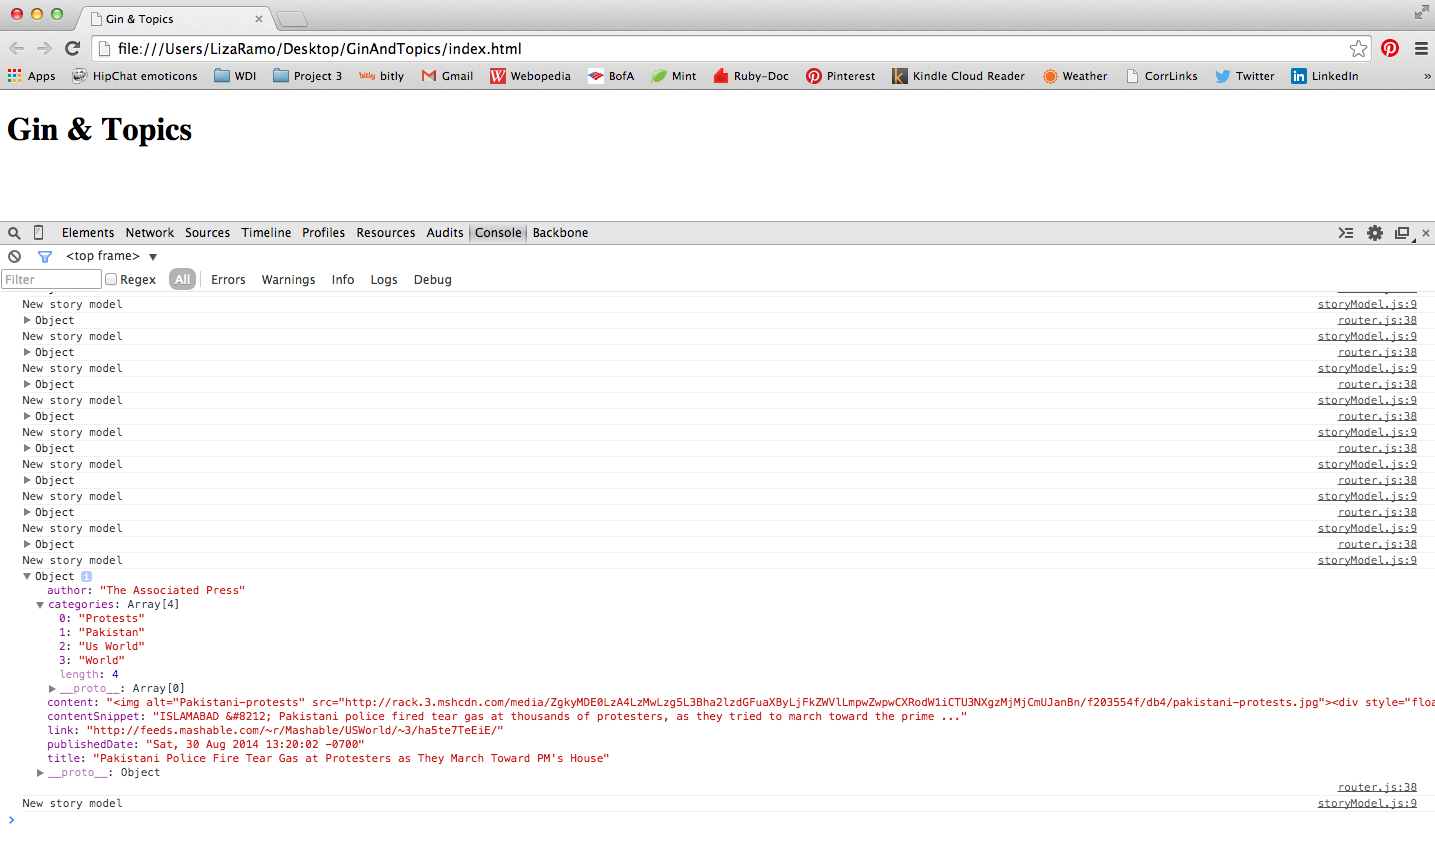 Gin & Topics
file:///Users/LizaRamo/Desktop/GinAndTopics/index.html
Apps HipChat emoticons WDI Project 3 bitly bitly Gmail Webopedia BofA Mint Ruby-Doc Pinterest Kindle Cloud Reader Weather CorrLinks Twitter LinkedIn »
Gin & Topics
Elements Network Sources Timeline Profiles Resources Audits Console Backbone
<top frame>
Filter Regex All Errors Warnings Info Logs Debug
New story model storyModel.js:9
Object router.js:38
New story model storyModel.js:9
Object router.js:38
New story model storyModel.js:9
Object router.js:38
New story model storyModel.js:9
Object router.js:38
New story model storyModel.js:9
Object router.js:38
New story model storyModel.js:9
Object router.js:38
New story model storyModel.js:9
Object router.js:38
New story model storyModel.js:9
Object router.js:38
New story model storyModel.js:9
Object i
author: "The Associated Press"
categories: Array[4]
0: "Protests"
1: "Pakistan"
2: "Us World"
3: "World"
length: 4
__proto__: Array[0]
content: "<img alt="Pakistani-protests" src="http://rack.3.mshcdn.com/media/ZgkyMDE0LzA4LzMwLzg5L3Bha2lzdGFuaXByLjFkZWVlLmpwZwpwCXRodW1iCTU3NXgzMjMjCmUJanBn/f203554f/db4/pakistani-protests.jpg"><div style="floa
contentSnippet: "ISLAMABAD &#8212; Pakistani police fired tear gas at thousands of protesters, as they tried to march toward the prime ..."
link: "http://feeds.mashable.com/~r/Mashable/USWorld/~3/ha5te7TeEiE/"
publishedDate: "Sat, 30 Aug 2014 13:20:02 -0700"
title: "Pakistani Police Fire Tear Gas at Protesters as They March Toward PM's House"
__proto__: Object
router.js:38
New story model storyModel.js:9